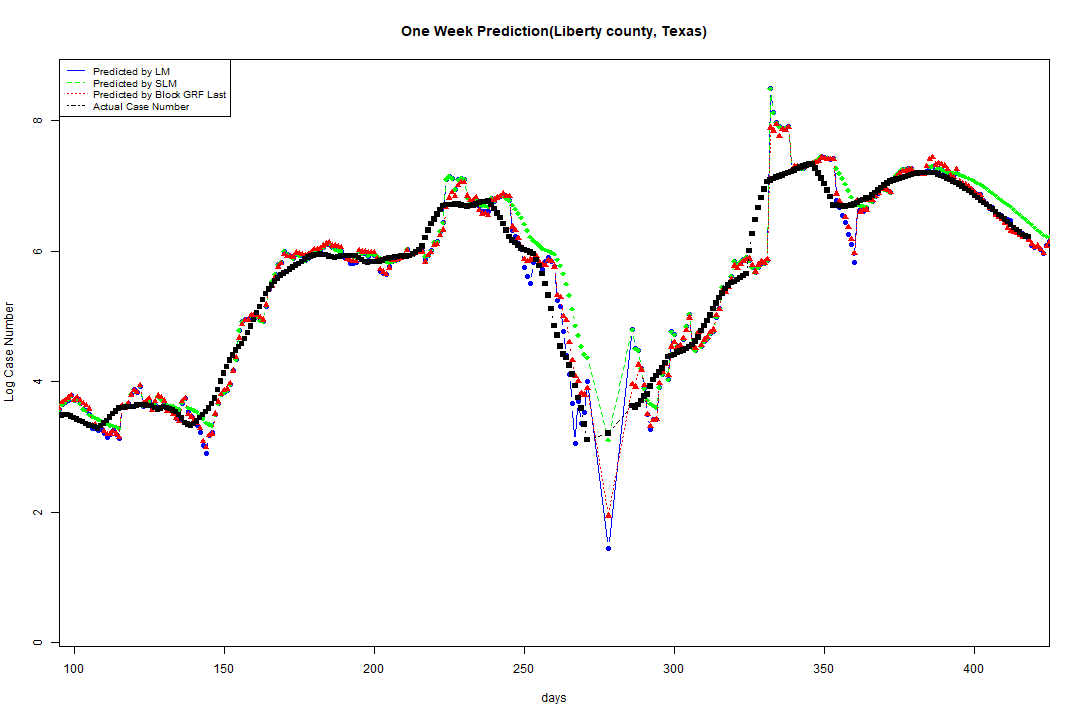 One Week Prediction(Liberty county, Texas)
Predicted by LM
Predicted by SLM
Predicted by Block GRF Last
Actual Case Number
Log Case Number
8
6
4
2
0
100 150 200 250 300 350 400
days